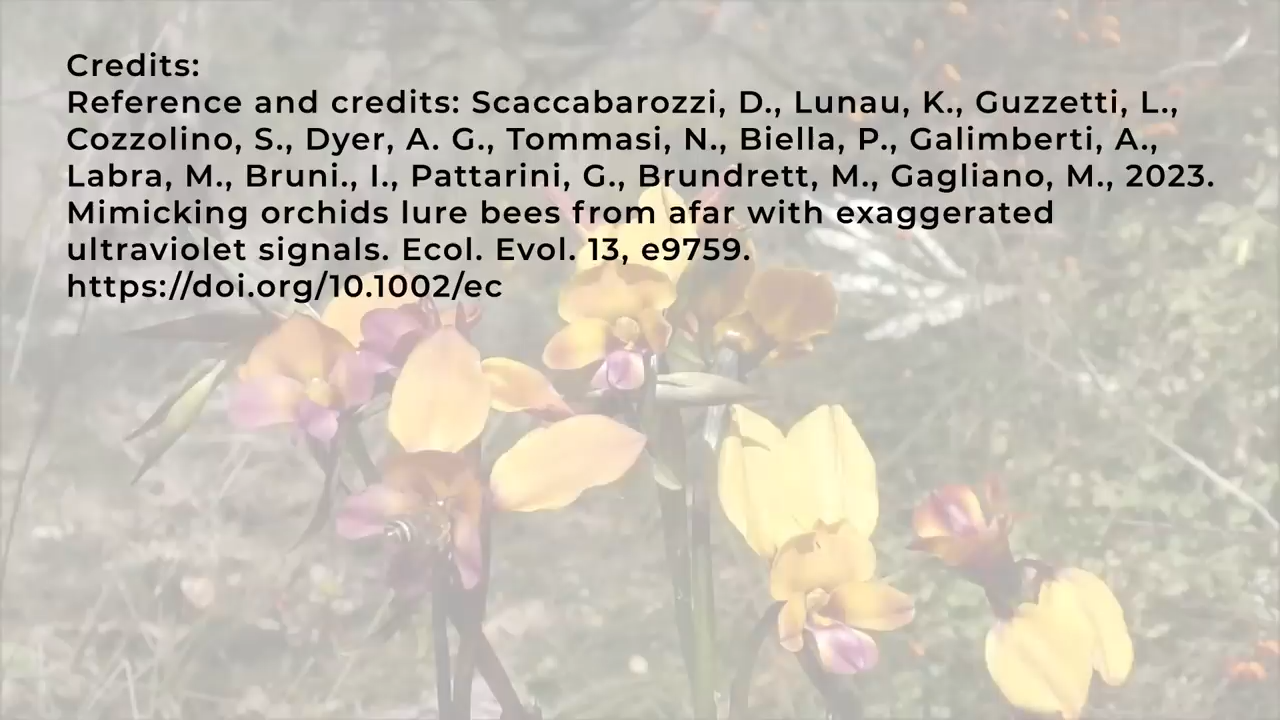 Credits:
Reference and credits: Scaccabarozzi, D., Lunau, K., Guzzetti, L.,
Cozzolino, S., Dyer, A. G., Tommasi, N., Biella, P., Galimberti, A.,
Labra, M., Bruni., I., Pattarini, G., Brundrett, M., Gagliano, M., 2023.
Mimicking orchids lure bees from afar with exaggerated
ultraviolet signals. Ecol. Evol. 13, e9759.
https://doi.org/10.1002/ec